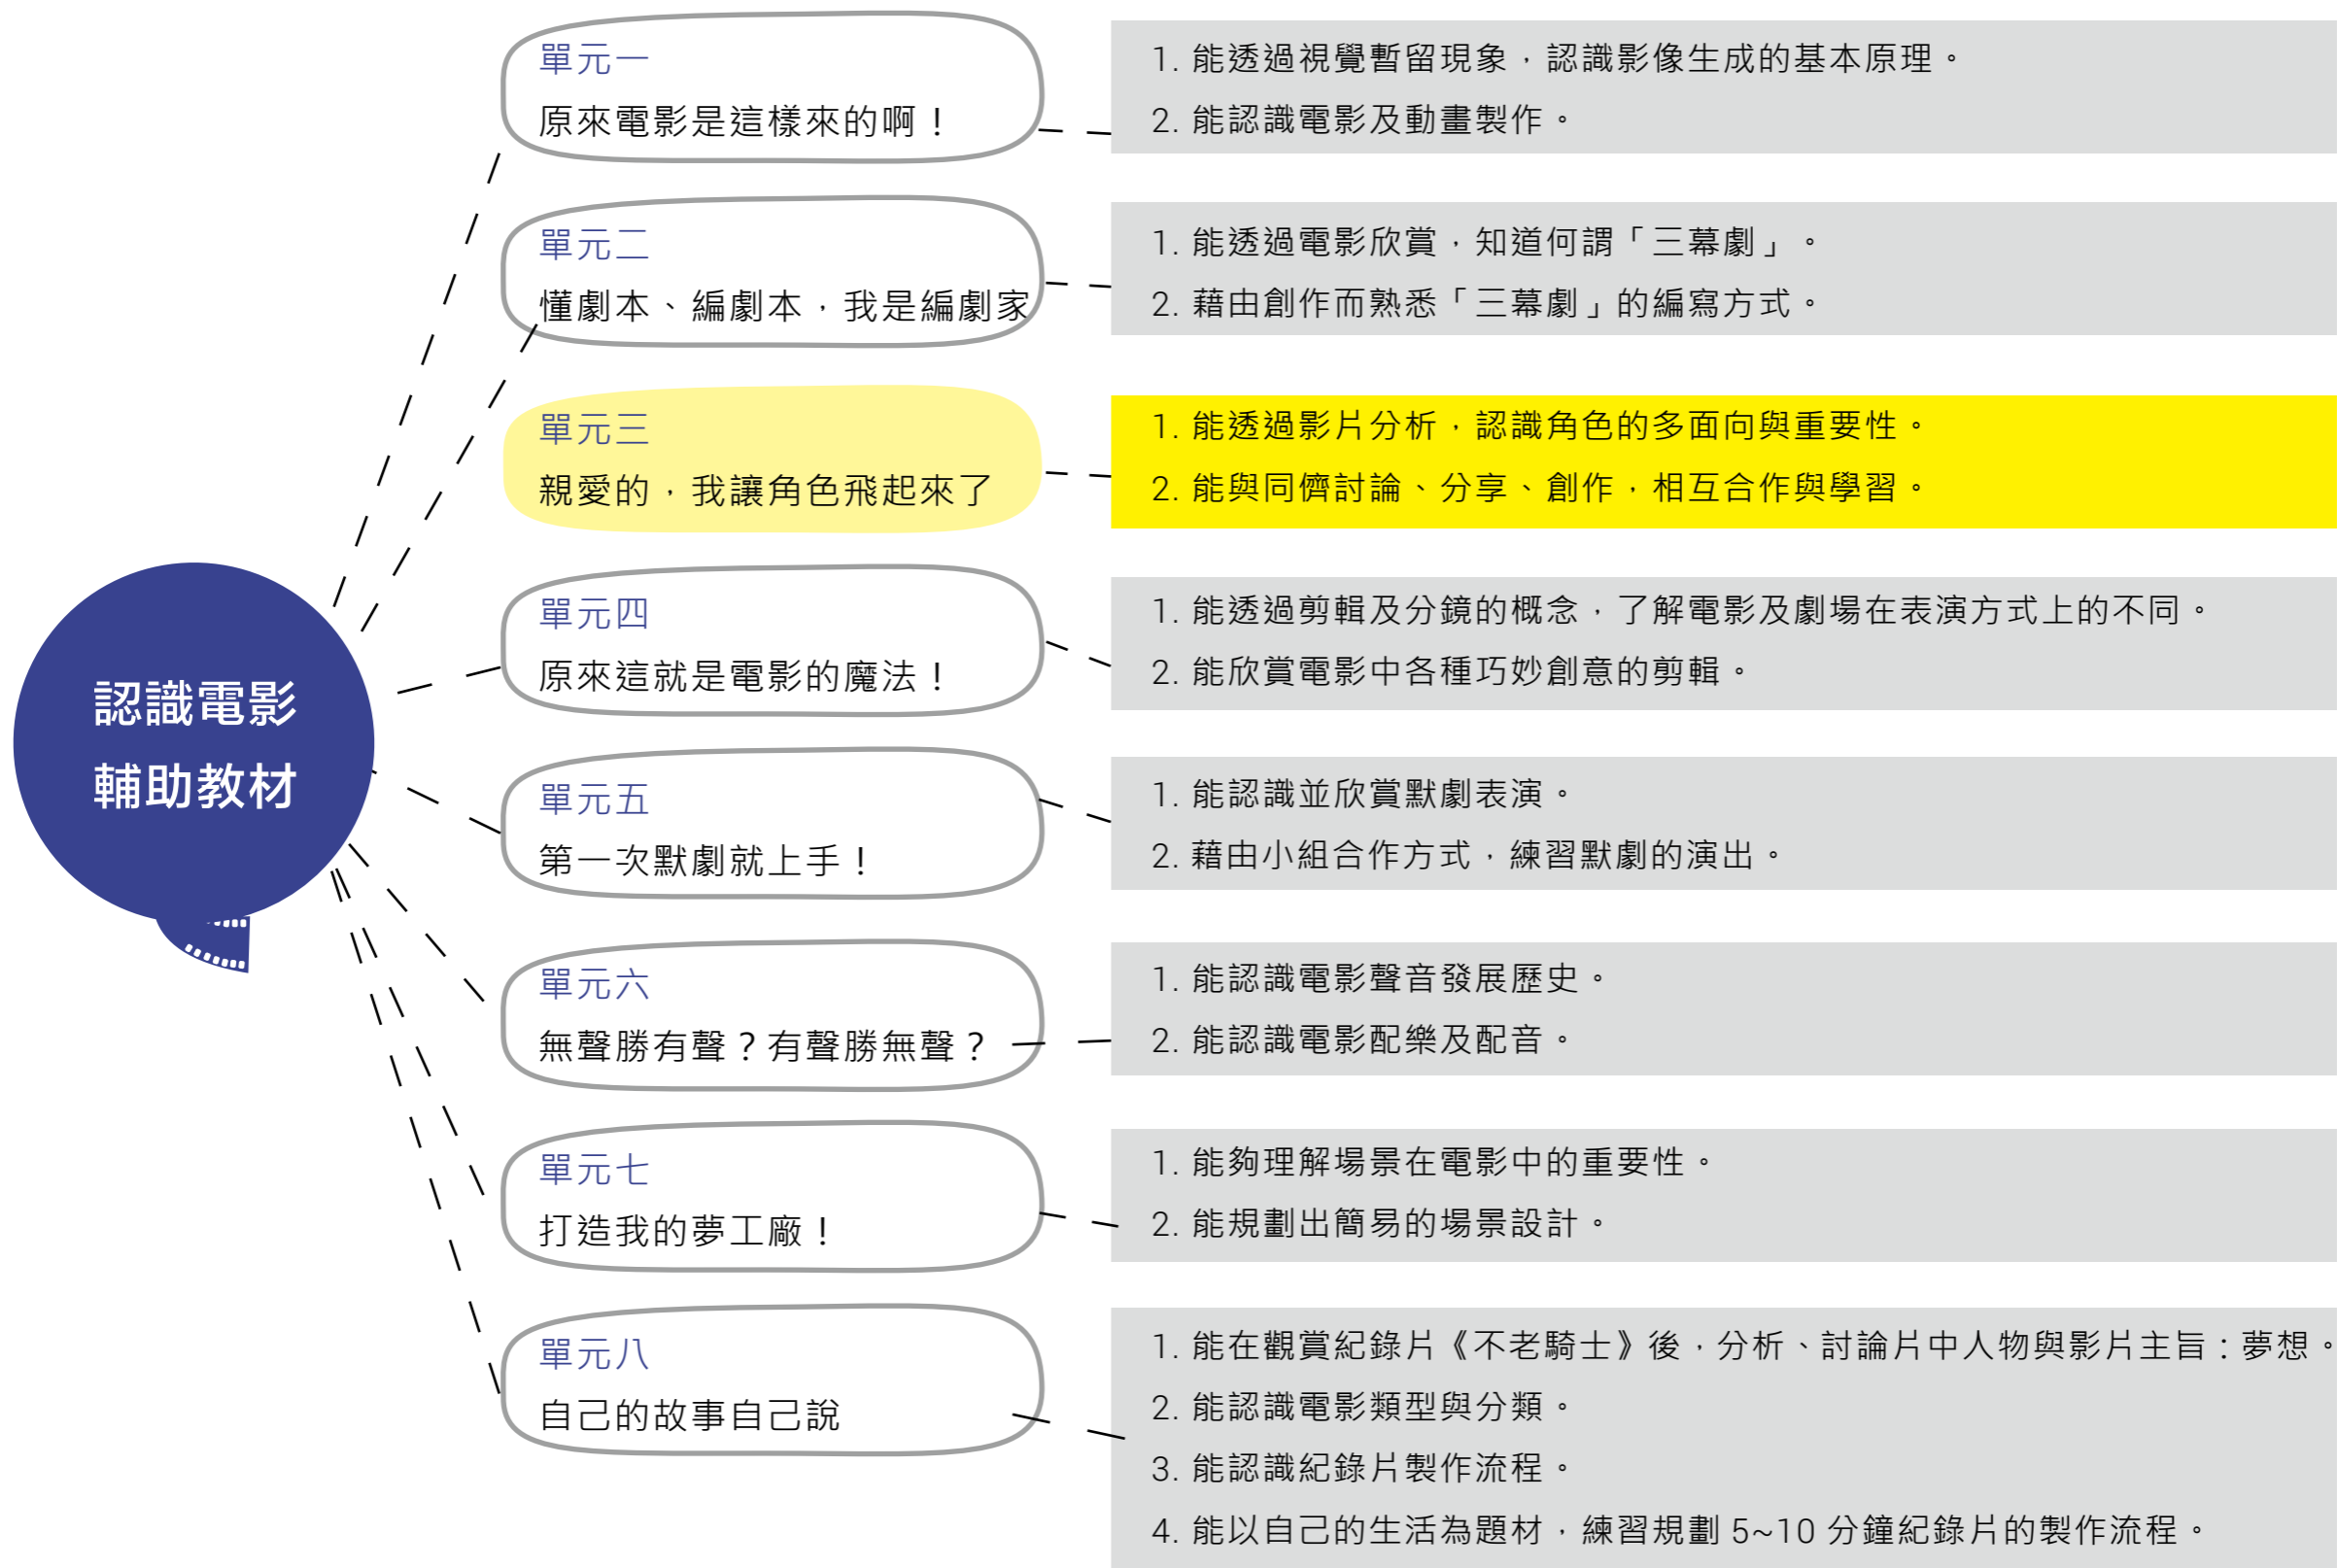 認識電影
輔助教材
單元一
原來電影是這樣來的啊！
1. 能透過視覺暫留現象，認識影像生成的基本原理。
2. 能認識電影及動畫製作。
單元二
懂劇本、編劇本，我是編劇家
1. 能透過電影欣賞，知道何謂「三幕劇」。
2. 藉由創作而熟悉「三幕劇」的編寫方式。
單元三
親愛的，我讓角色飛起來了
1. 能透過影片分析，認識角色的多面向與重要性。
2. 能與同儕討論、分享、創作，相互合作與學習。
單元四
原來這就是電影的魔法！
1. 能透過剪輯及分鏡的概念，了解電影及劇場在表演方式上的不同。
2. 能欣賞電影中各種巧妙創意的剪輯。
單元五
第一次默劇就上手！
1. 能認識並欣賞默劇表演。
2. 藉由小組合作方式，練習默劇的演出。
單元六
無聲勝有聲？有聲勝無聲？
1. 能認識電影聲音發展歷史。
2. 能認識電影配樂及配音。
單元七
打造我的夢工廠！
1. 能夠理解場景在電影中的重要性。
2. 能規劃出簡易的場景設計。
單元八
自己的故事自己說
1. 能在觀賞紀錄片《不老騎士》後，分析、討論片中人物與影片主旨：夢想。
2. 能認識電影類型與分類。
3. 能認識紀錄片製作流程。
4. 能以自己的生活為題材，練習規劃 5~10 分鐘紀錄片的製作流程。